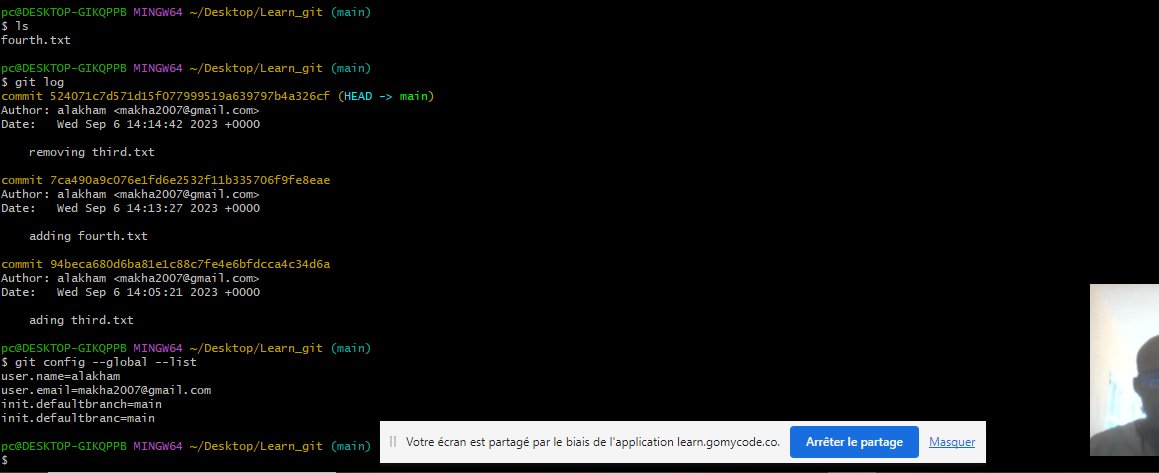 pc@DESKTOP-GIKQPPB MINGW64 ~/Desktop/Learn_git (main)
$ ls
fourth.txt
pc@DESKTOP-GIKQPPB MINGW64 ~/Desktop/Learn_git (main)
$ git log
commit 524071c7d571d15f077999519a639797b4a326cf (HEAD -> main)
Author: alakham <makha2007@gmail.com>
Date:   Wed Sep 6 14:14:42 2023 +0000
    removing third.txt
commit 7ca490a9c076e1fd6e2532f11b335706f9fe8eae
Author: alakham <makha2007@gmail.com>
Date:   Wed Sep 6 14:13:27 2023 +0000
    adding fourth.txt
commit 94beca680d6ba81e1c88c7fe4e6bfdcca4c34d6a
Author: alakham <makha2007@gmail.com>
Date:   Wed Sep 6 14:05:21 2023 +0000
    ading third.txt
pc@DESKTOP-GIKQPPB MINGW64 ~/Desktop/Learn_git (main)
$ git config --global --list
user.name=alakham
user.email=makha2007@gmail.com
init.defaultbranch=main
init.defaultbranc=main
pc@DESKTOP-GIKQPPB MINGW64 ~/Desktop/Learn_git (main)
$
Votre écran est partagé par le biais de l'application learn.gomycode.co. Arrêter le partage Masquer